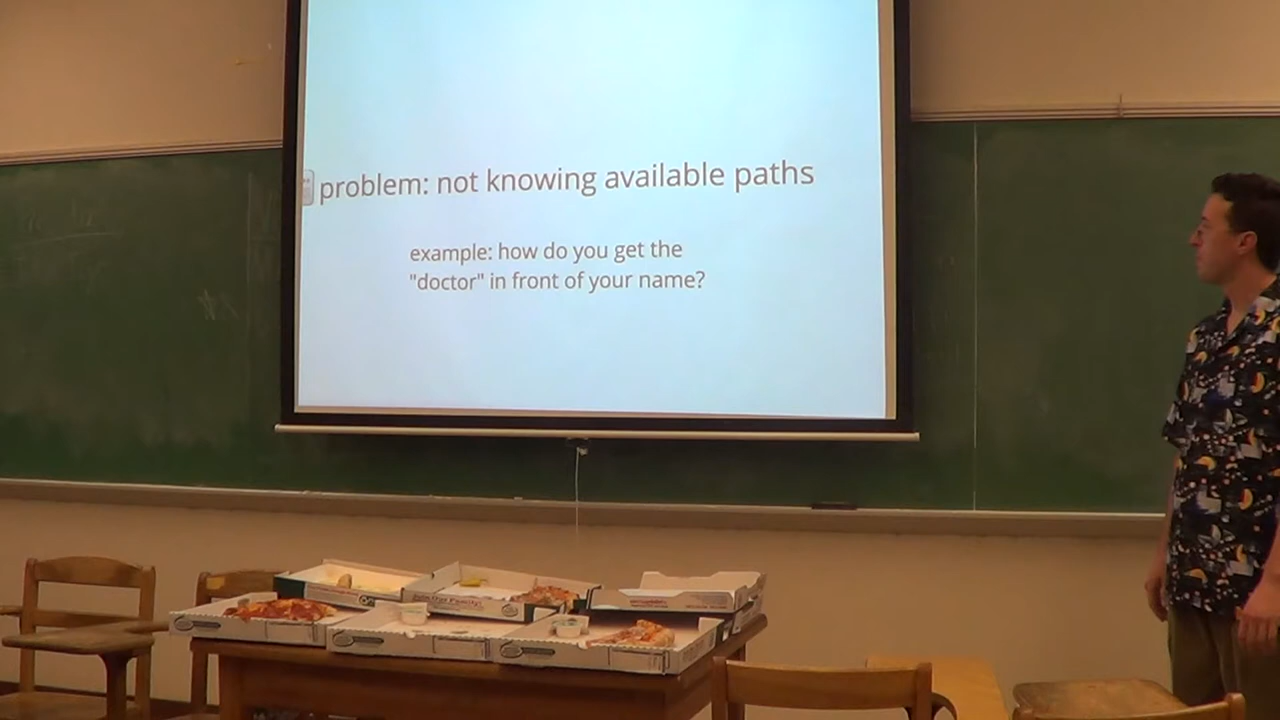 problem: not knowing available paths
example: how do you get the
"doctor" in front of your name?